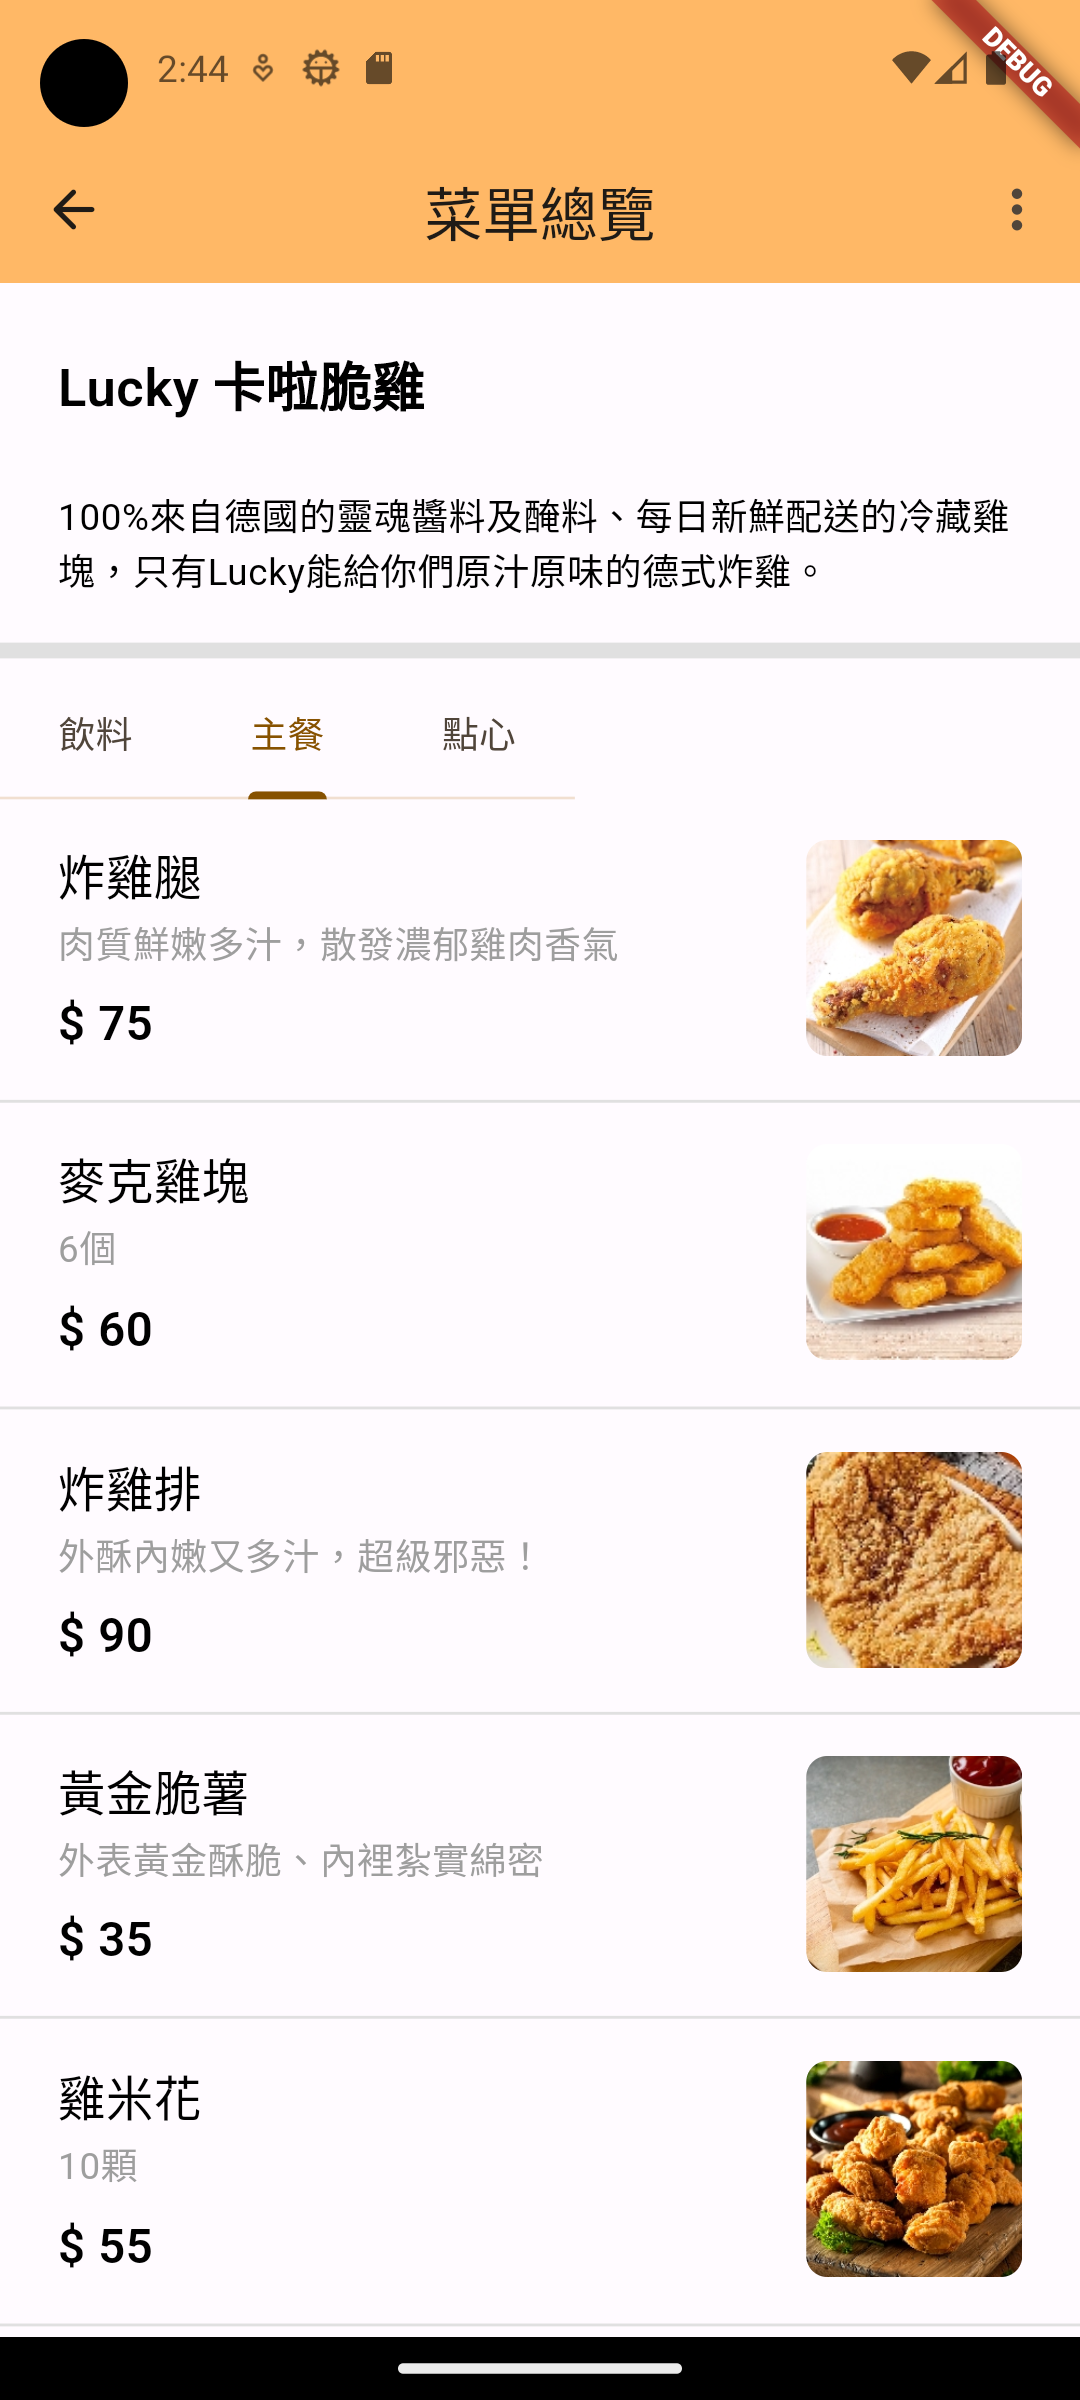 2:44
DEBUG
菜單總覽
Lucky 卡啦脆雞
100%來自德國的靈魂醬料及醃料、每日新鮮配送的冷藏雞
塊，只有Lucky能給你們原汁原味的德式炸雞。
飲料
主餐
點心
炸雞腿
肉質鮮嫩多汁，散發濃郁雞肉香氣
$ 75
麥克雞塊
6個
$ 60
炸雞排
外酥內嫩又多汁，超級邪惡！
$ 90
黃金脆薯
外表黃金酥脆、內裡紮實綿密
$ 35
雞米花
10顆
$ 55